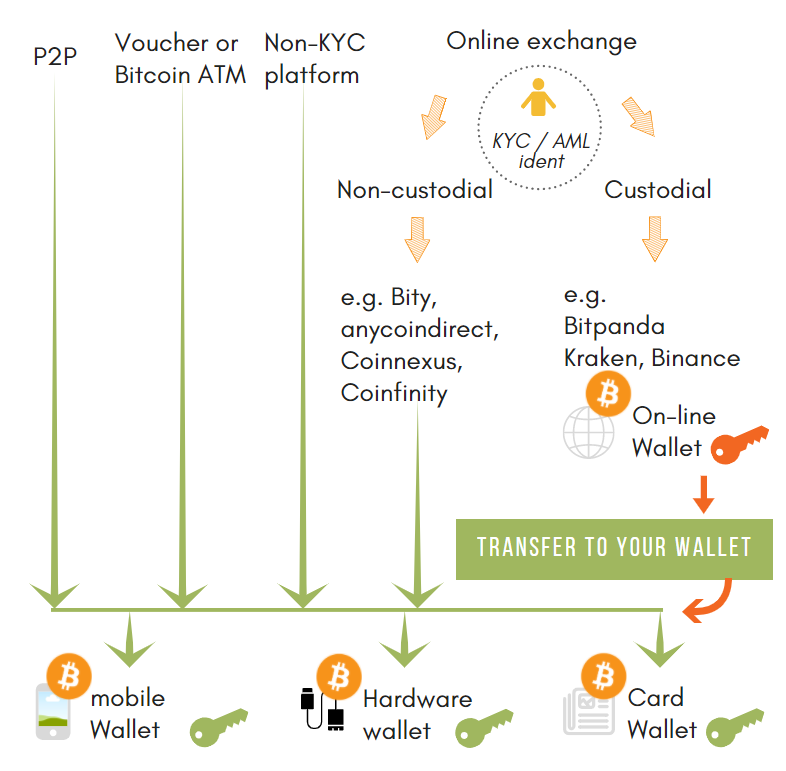 P2P
Voucher or
Bitcoin ATM
Non-KYC
platform
Online exchange
KYC / AML
ident
Non-custodial
Custodial
e.g. Bity,
anycoindirect,
Coinnexus,
Coinfinity
e.g.
Bitpanda
Kraken, Binance
On-line
Wallet
TRANSFER TO YOUR WALLET
mobile
Wallet
Hardware
wallet
Card
Wallet